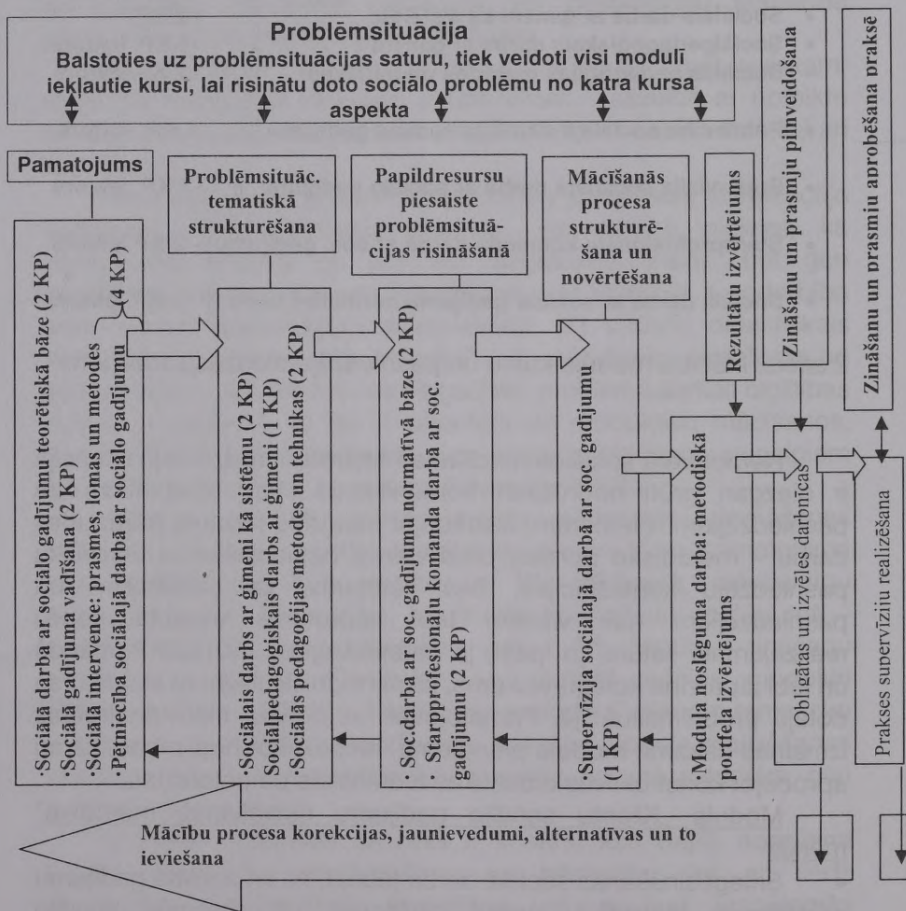 Problēmsituācija
Balstoties uz problēmsituācijas saturu, tiek veidoti visi moduli
iekļautie kursi, lai risinātu doto sociālo problēmu no katra kursa
aspekta
Pamatojums
Problēmsituāc.
tematiskā
strukturēšana
Papildresursu
piesaiste
problēmsituā-
cijas risināšanā
Mācīšanās
procesa
strukturē-
šana un
novērtēšana
Rezultātu izvērtējums
Zināšanu un prasmju pilnveidošana
Zināšanu un prasmju aprobēšana praksē
·Sociālā darba ar sociālo gadījumu teorētiskā bāze (2 KP)
·Sociālā gadījuma vadīšana (2 KP)
·Sociālā intervence: prasmes, lomas un metodes
·Pētniecība sociālajā darbā ar sociālo gadījumu (4 KP)
·Sociālais darbs ar ģimeni kā sistēmu (2 KP)
·Sociālpedagoģiskais darbs ar ģimeni (1 KP)
·Sociālās pedagoģijas metodes un tehnikas (2 KP)
·Soc.darba ar soc. gadījumu normatīvā bāze (2 KP)
·Starpprofesionāļu komanda darbā ar soc.
gadījumu (2 KP)
·Supervīzija sociālajā darbā ar soc. gadījumu
(1 KP)
·Moduļa noslēguma daļa: metodiskā
portfeļa izvērtējums
Obligātās un izvēles darbnīcas
Prakses supervīziju realizēšana
Mācību procesa korekcijas, jaunievedumi, alternatīvas un to
ieviešana